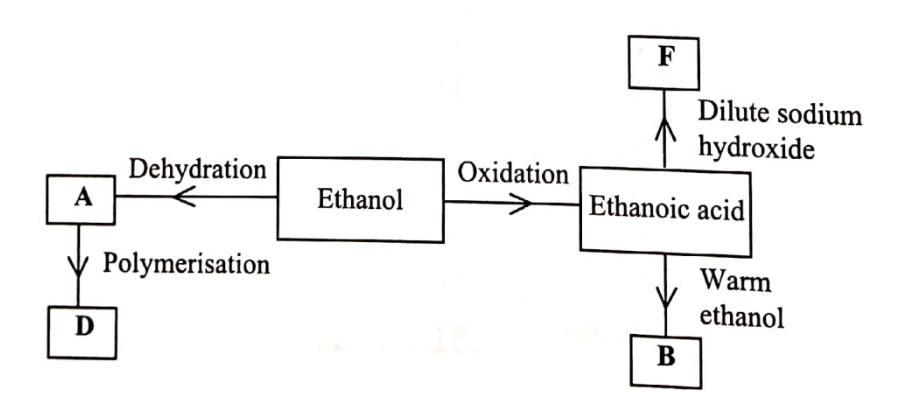 F
Dilute sodium
hydroxide
Dehydration
Oxidation
A
Ethanol
Ethanoic acid
Polymerisation
Warm
ethanol
D
B